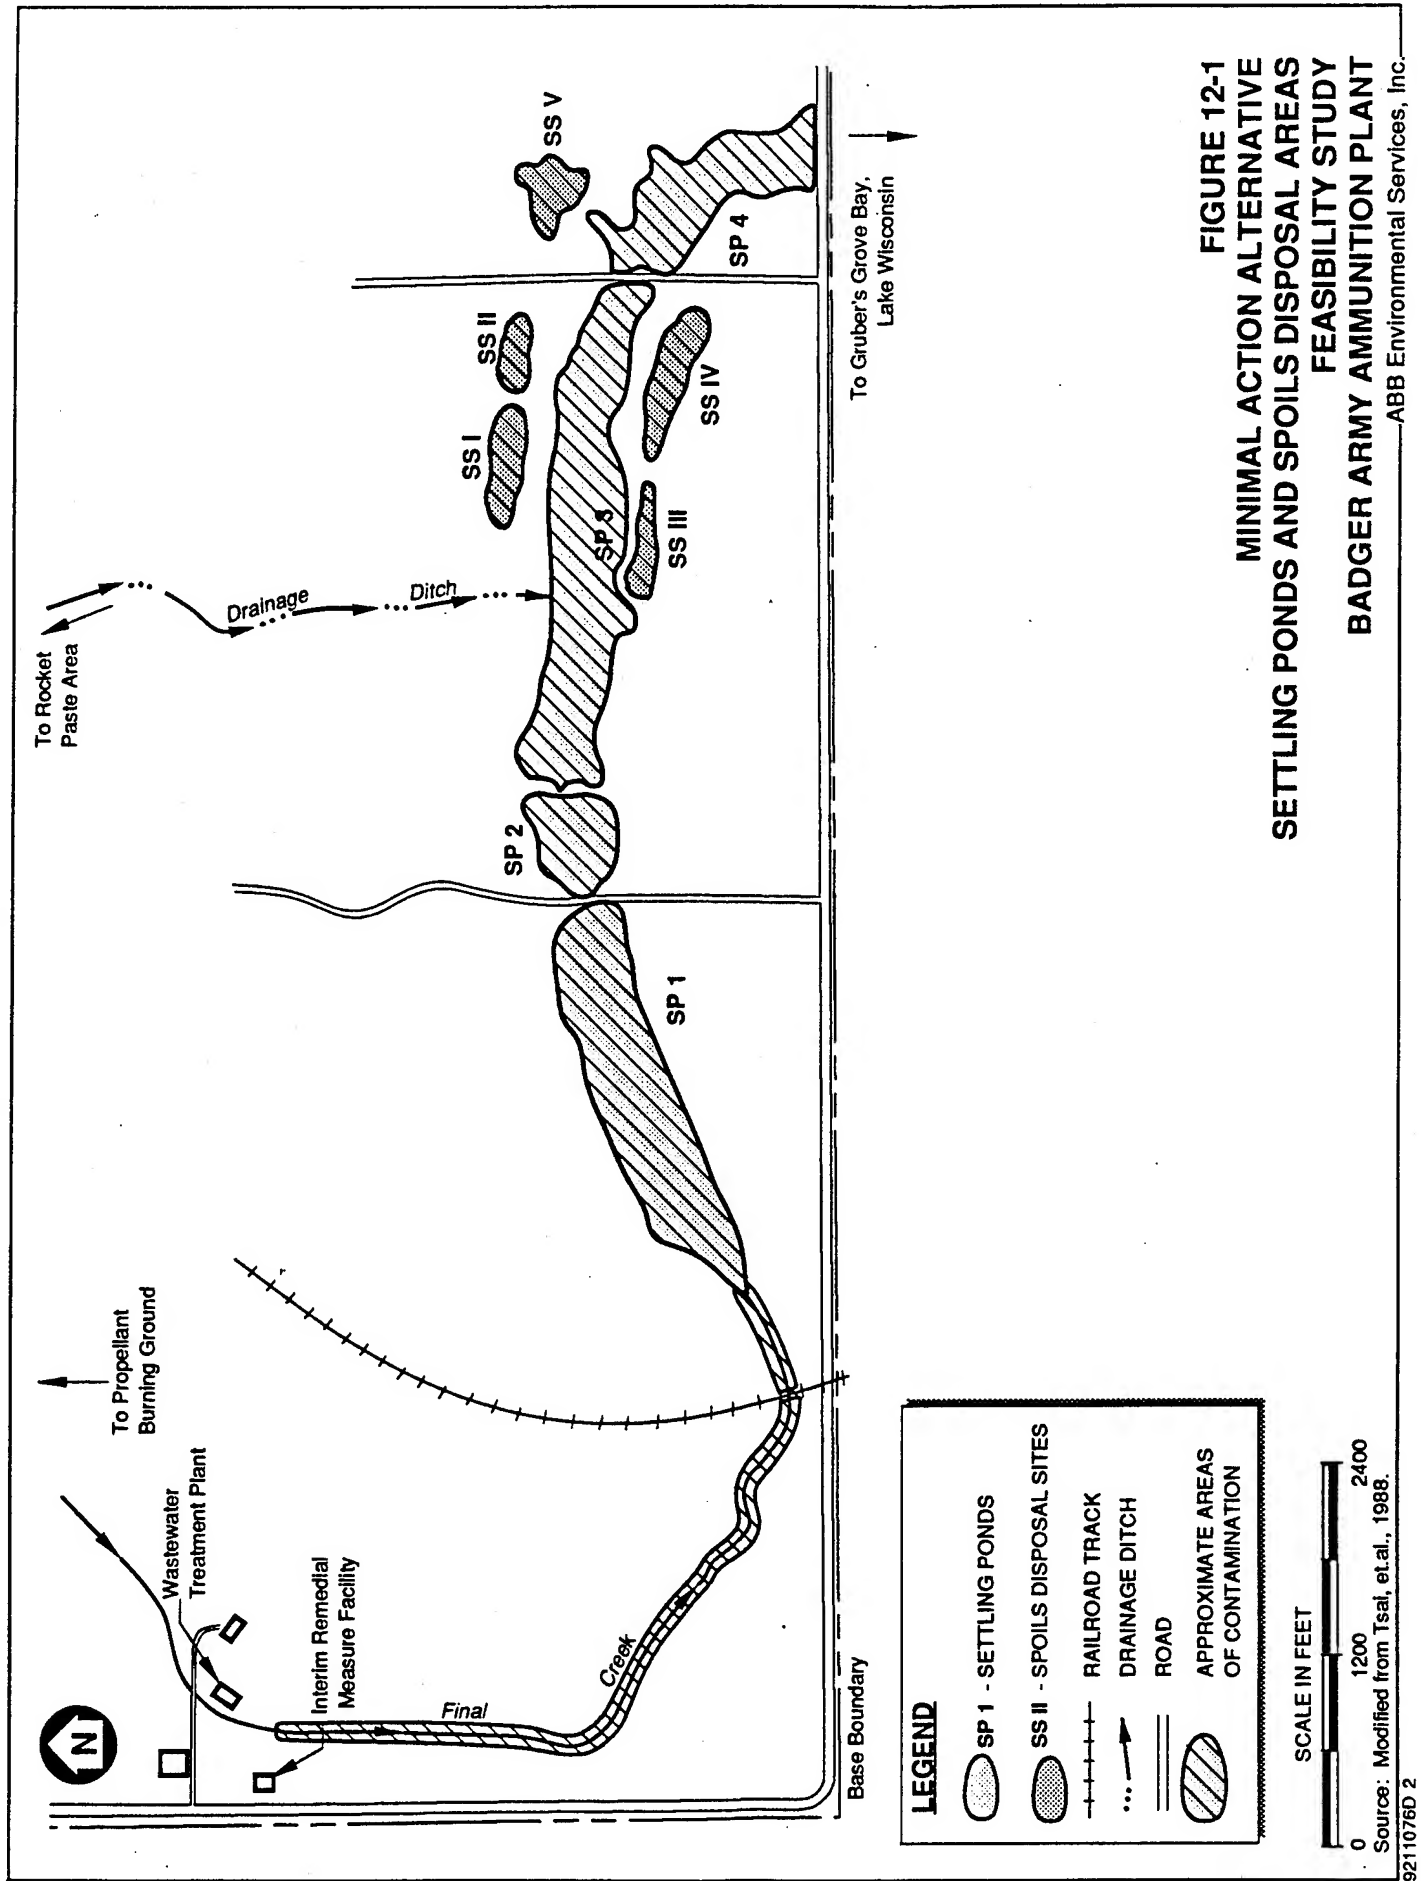 To Propellant
Burning Ground
To Rocket
Paste Area
N
Wastewater
Treatment Plant
Interim Remedial
Measure Facility
Final
Creek
Drainage
Ditch
SP 1
SP 2
SP 3
SP 4
SS I
SS II
SS III
SS IV
SS V
Base Boundary
To Gruber's Grove Bay,
Lake Wisconsin
LEGEND
SP 1 - SETTLING PONDS
SS II - SPOILS DISPOSAL SITES
RAILROAD TRACK
DRAINAGE DITCH
ROAD
APPROXIMATE AREAS
OF CONTAMINATION
SCALE IN FEET
0 1200 2400
Source: Modified from Tsai, et.al., 1988.
9211076D 2
FIGURE 12-1
MINIMAL ACTION ALTERNATIVE
SETTLING PONDS AND SPOILS DISPOSAL AREAS
FEASIBILITY STUDY
BADGER ARMY AMMUNITION PLANT
ABB Environmental Services, Inc.